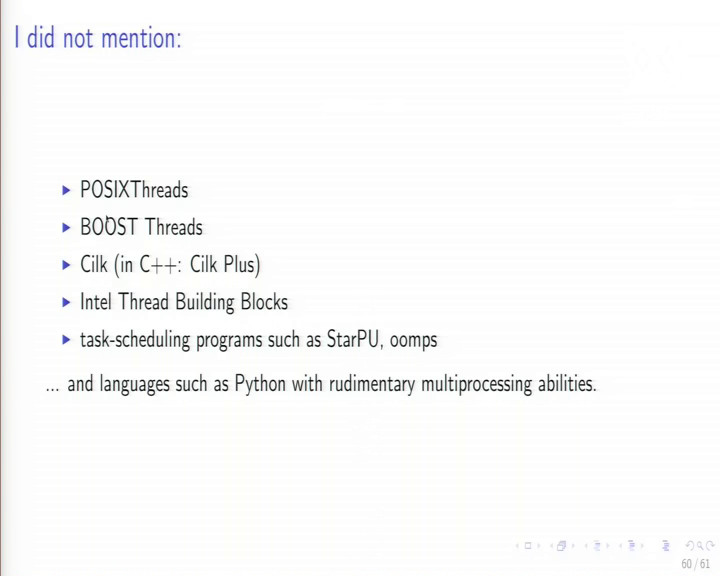 I did not mention:
POSIXThreads
BOOST Threads
Cilk (in C++: Cilk Plus)
Intel Thread Building Blocks
task-scheduling programs such as StarPU, oomps
... and languages such as Python with rudimentary multiprocessing abilities.
60 / 61